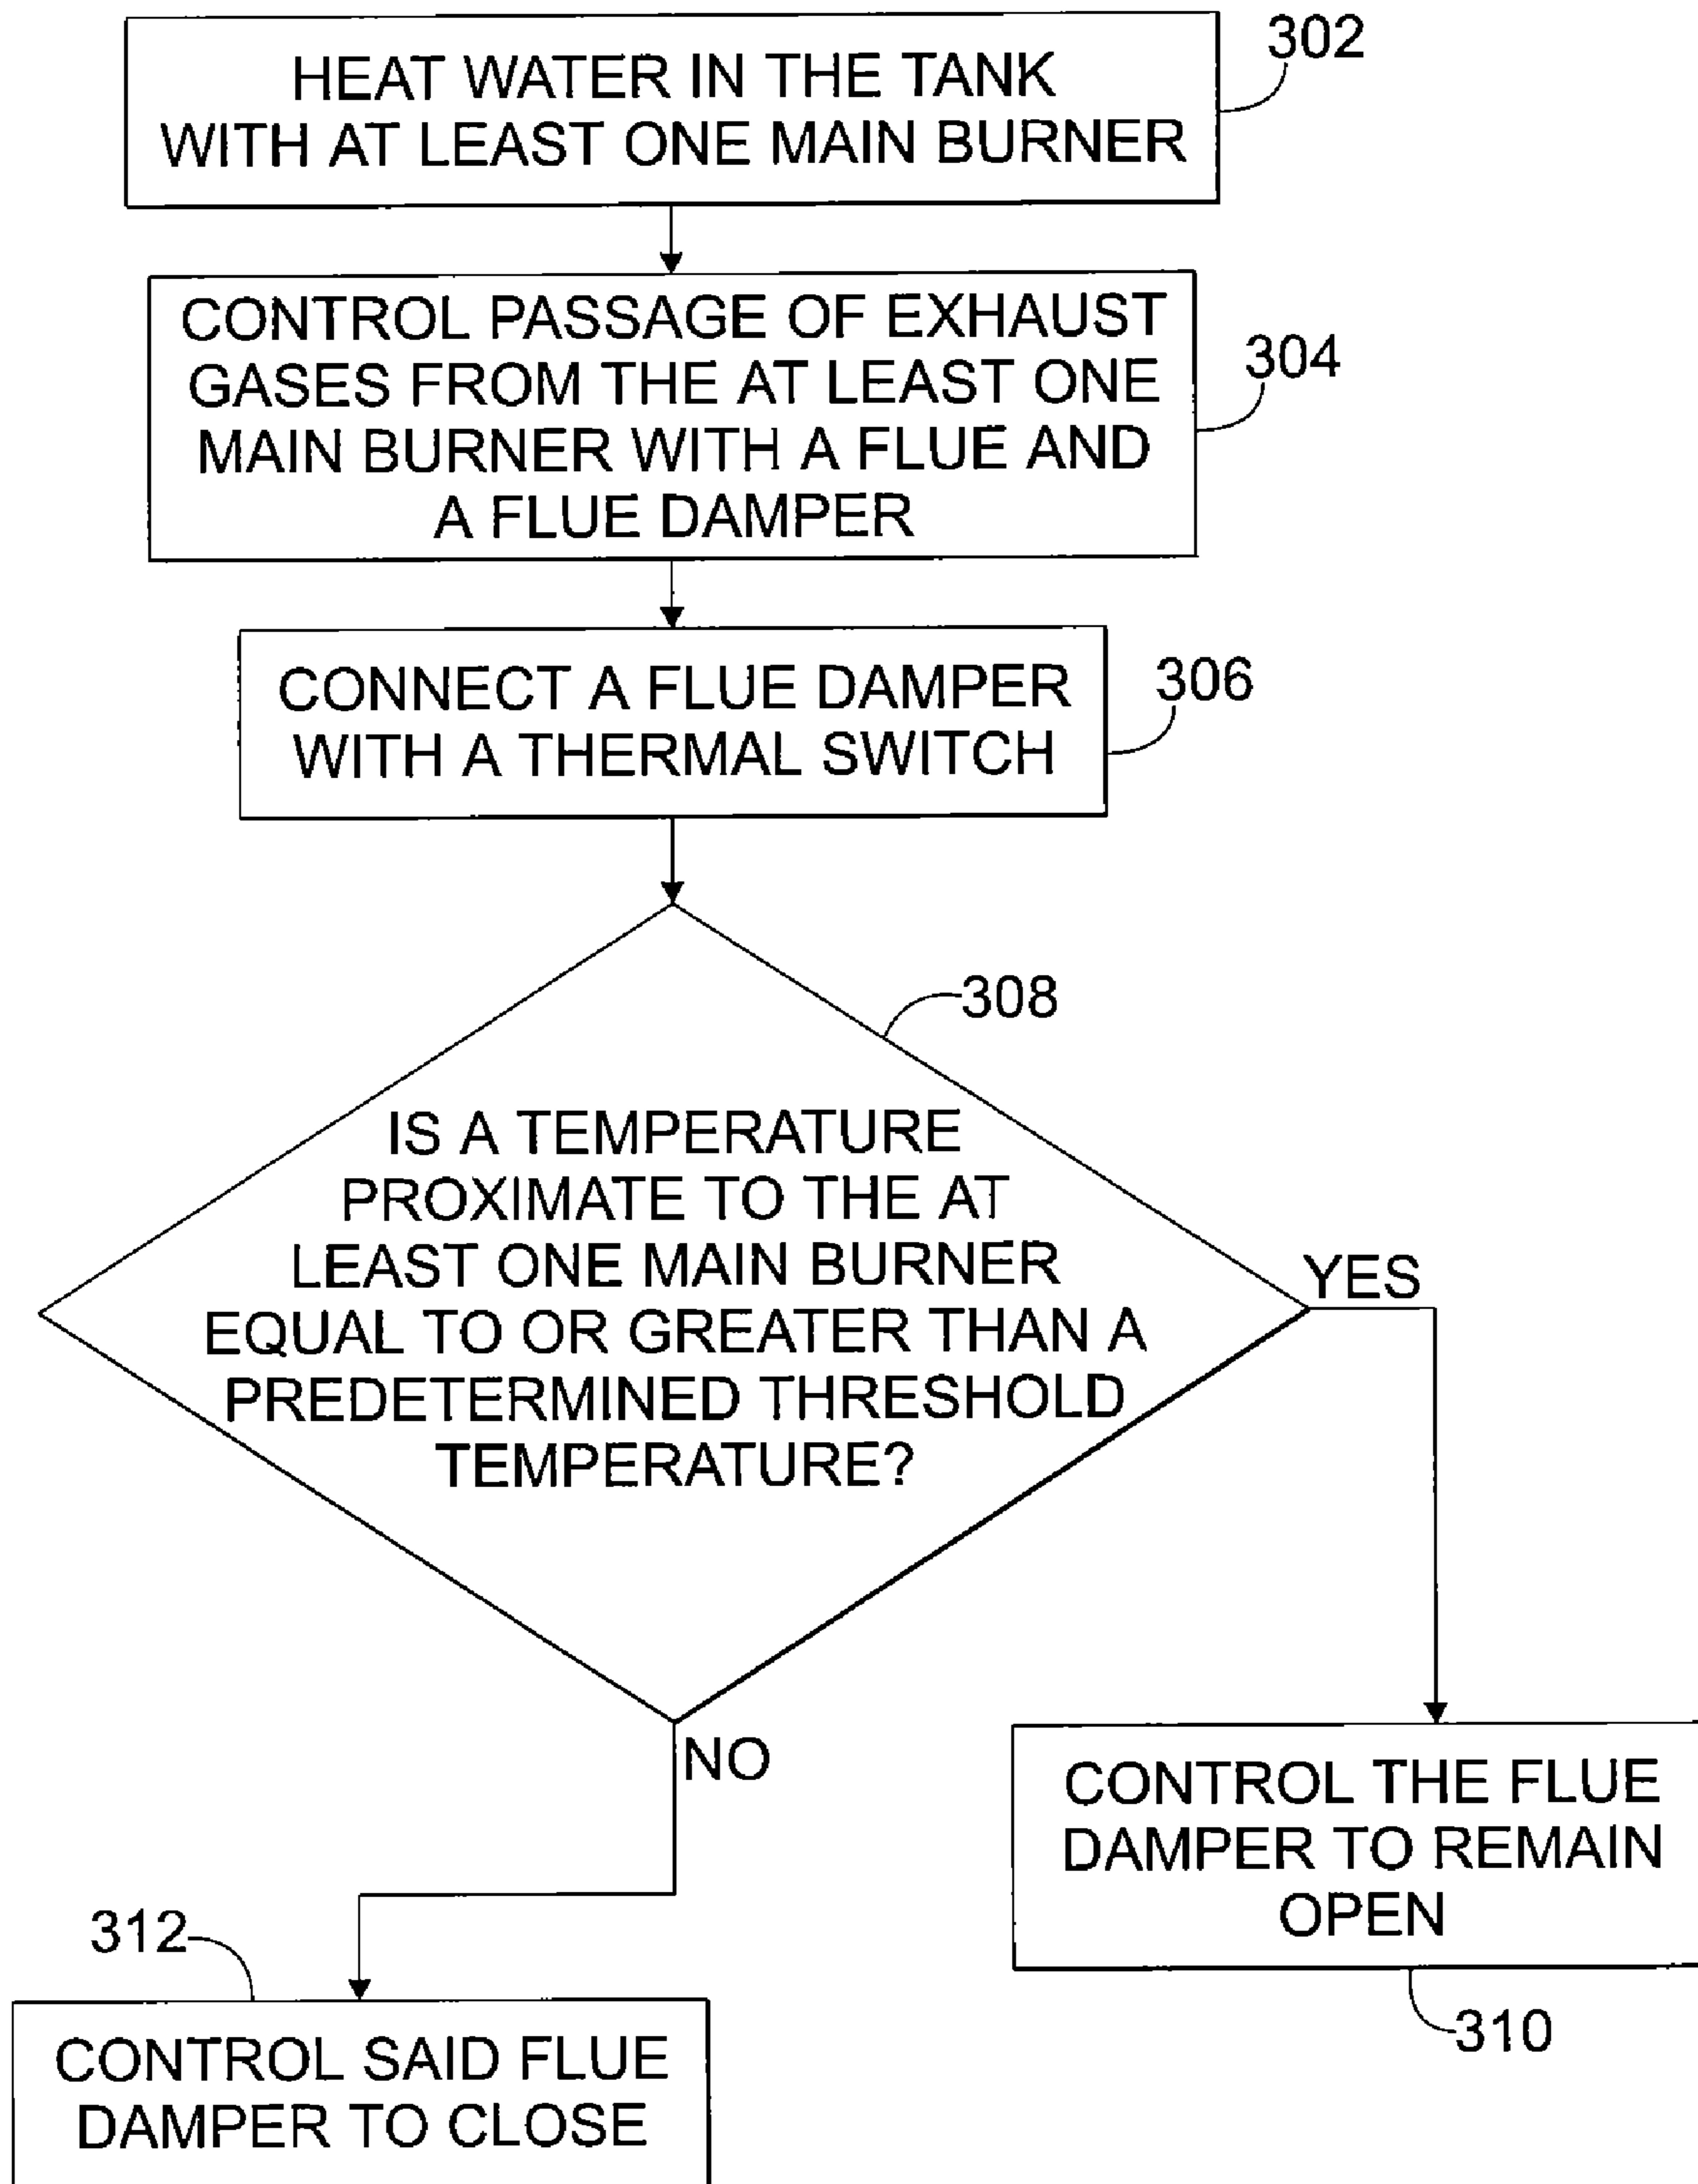 HEAT WATER IN THE TANK
WITH AT LEAST ONE MAIN BURNER
302
CONTROL PASSAGE OF EXHAUST
GASES FROM THE AT LEAST ONE
MAIN BURNER WITH A FLUE AND
A FLUE DAMPER
304
CONNECT A FLUE DAMPER
WITH A THERMAL SWITCH
306
308
IS A TEMPERATURE
PROXIMATE TO THE AT
LEAST ONE MAIN BURNER
EQUAL TO OR GREATER THAN A
PREDETERMINED THRESHOLD
TEMPERATURE?
YES
NO
CONTROL THE FLUE
DAMPER TO REMAIN
OPEN
310
312
CONTROL SAID FLUE
DAMPER TO CLOSE